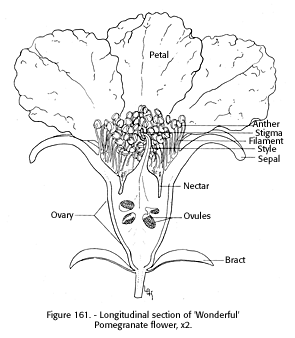 Petal
Anther
Stigma
Filament
Style
Sepal
Nectar
Ovary
Ovules
Bract
Figure 161. - Longitudinal section of 'Wonderful'
Pomegranate flower, x2.